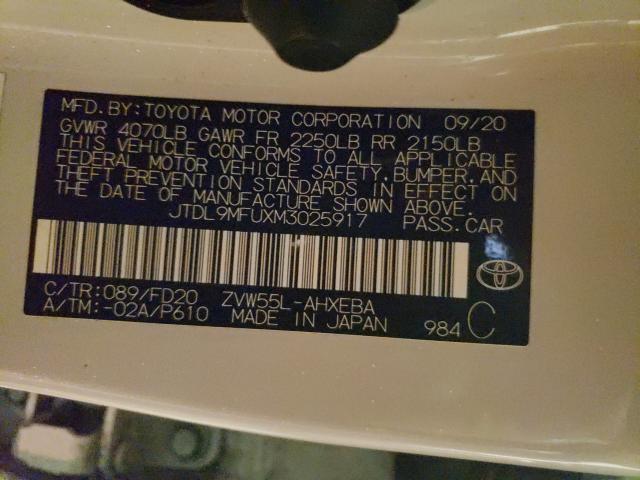 MFD. BY: TOYOTA MOTOR CORPORATION 09/20
GVWR 4070LB GAWR FR 2250LB RR 2150LB
THIS VEHICLE CONFORMS TO ALL APPLICABLE
FEDERAL MOTOR VEHICLE SAFETY, BUMPER, AND
THEFT PREVENTION STANDARDS IN EFFECT ON
THE DATE OF MANUFACTURE SHOWN ABOVE.
JTDL9MFUXM3025917 PASS. CAR
C/TR: 089/FD20 ZVW55L-AHXEBA
A/TM: -02A/P610 MADE IN JAPAN 984 C